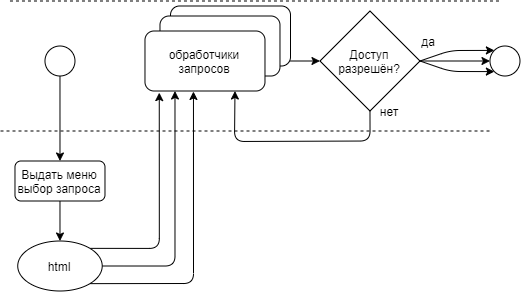 обработчики
запросов
Доступ
разрешён?
да
нет
Выдать меню
выбор запроса
html